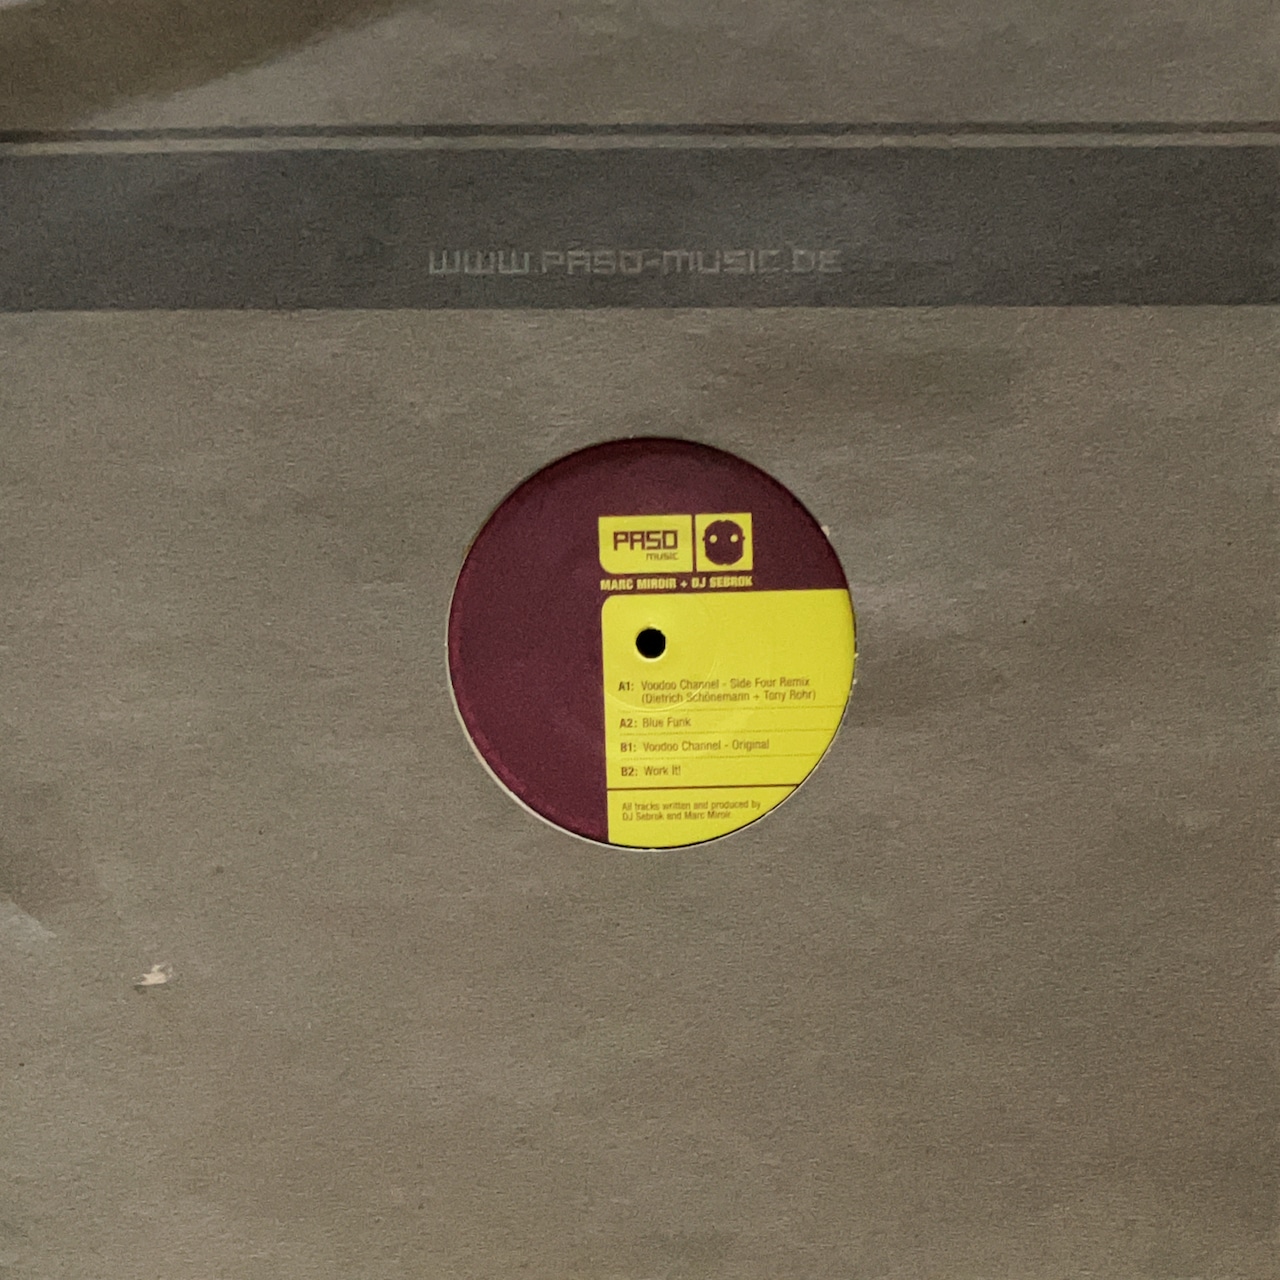 WWW.PASO-MUSIC.DE
PASO
MUSIC
MARC MIROIR + DJ SEBROK
A1: Voodoo Channel - Side Four Remix
(Dietrich Schönemann + Tony Rohr)
A2: Blue Funk
B1: Voodoo Channel - Original
B2: Work It!
All tracks written and produced by
DJ Sebrok and Marc Miroir.